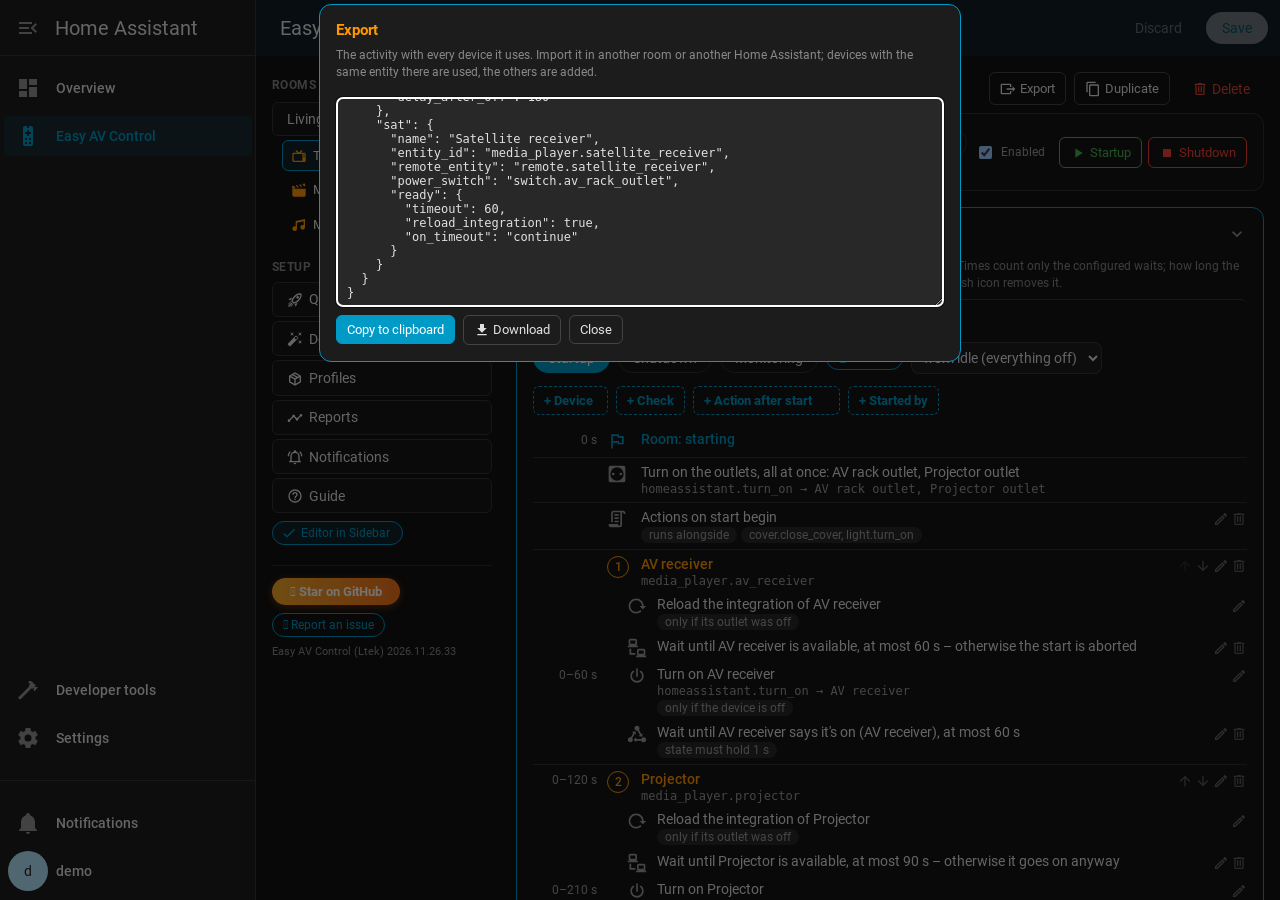 Home Assistant
Overview
Easy AV Control
Developer tools
Settings
Notifications
d demo
Easy
Discard Save
ROOMS
Living
SETUP
Profiles
Reports
Notifications
Guide
Editor in Sidebar
Star on GitHub
Report an issue
Easy AV Control (Ltek) 2026.11.26.33
Export
The activity with every device it uses. Import it in another room or another Home Assistant; devices with the
same entity there are used, the others are added.
},
"sat": {
"name": "Satellite receiver",
"entity_id": "media_player.satellite_receiver",
"remote_entity": "remote.satellite_receiver",
"power_switch": "switch.av_rack_outlet",
"ready": {
"timeout": 60,
"reload_integration": true,
"on_timeout": "continue"
}
}
}
}
Copy to clipboard Download Close
Export Duplicate Delete
Enabled Startup Shutdown
Times count only the configured waits; how long the
icon removes it.
idle (everything off)
+ Device + Check + Action after start + Started by
0 s Room: starting
Turn on the outlets, all at once: AV rack outlet, Projector outlet
homeassistant.turn_on → AV rack outlet, Projector outlet
Actions on start begin
runs alongside cover.close_cover, light.turn_on
1 AV receiver
media_player.av_receiver
Reload the integration of AV receiver
only if its outlet was off
Wait until AV receiver is available, at most 60 s – otherwise the start is aborted
0–60 s Turn on AV receiver
homeassistant.turn_on → AV receiver
only if the device is off
Wait until AV receiver says it's on (AV receiver), at most 60 s
state must hold 1 s
0–120 s 2 Projector
media_player.projector
Reload the integration of Projector
only if its outlet was off
Wait until Projector is available, at most 90 s – otherwise it goes on anyway
0–210 s Turn on Projector